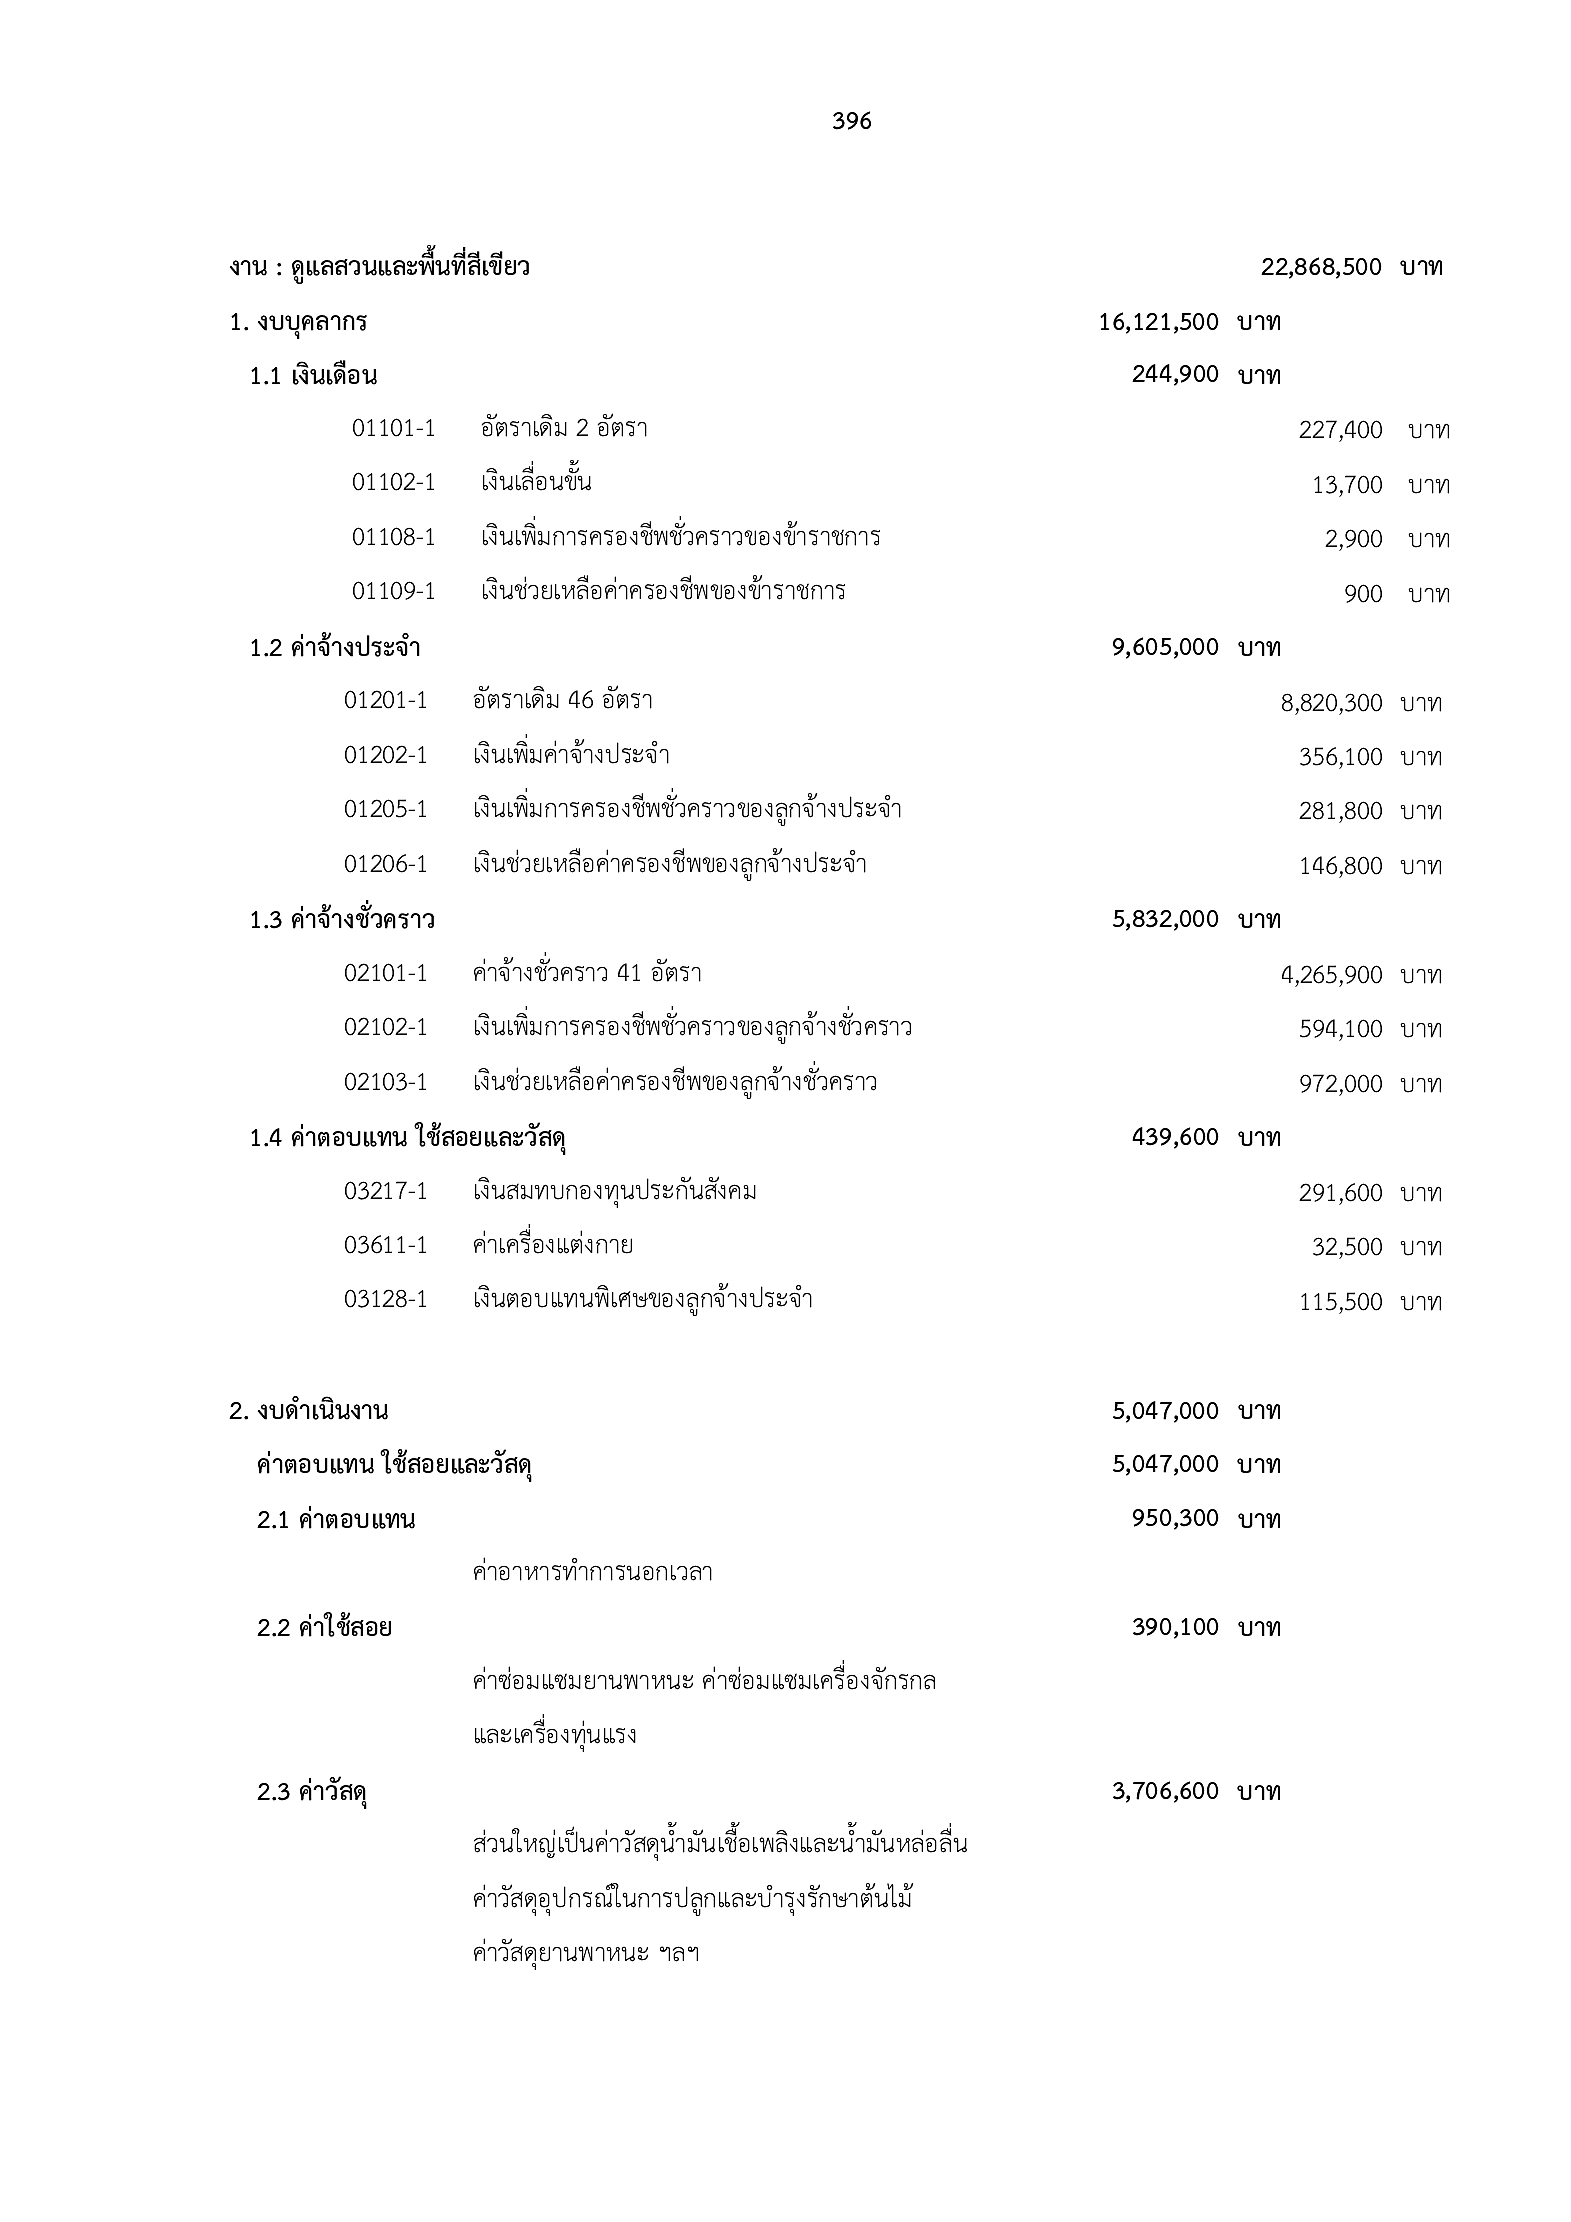 396
งาน : ดูแลสวนและพื้นที่สีเขียว 22,868,500 บาท
1. งบบุคลากร 16,121,500 บาท
1.1 เงินเดือน 244,900 บาท
01101-1 อัตราเดิม 2 อัตรา 227,400 บาท
01102-1 เงินเลื่อนขั้น 13,700 บาท
01108-1 เงินเพิ่มการครองชีพชั่วคราวของข้าราชการ 2,900 บาท
01109-1 เงินช่วยเหลือค่าครองชีพของข้าราชการ 900 บาท
1.2 ค่าจ้างประจำ 9,605,000 บาท
01201-1 อัตราเดิม 46 อัตรา 8,820,300 บาท
01202-1 เงินเพิ่มค่าจ้างประจำ 356,100 บาท
01205-1 เงินเพิ่มการครองชีพชั่วคราวของลูกจ้างประจำ 281,800 บาท
01206-1 เงินช่วยเหลือค่าครองชีพของลูกจ้างประจำ 146,800 บาท
1.3 ค่าจ้างชั่วคราว 5,832,000 บาท
02101-1 ค่าจ้างชั่วคราว 41 อัตรา 4,265,900 บาท
02102-1 เงินเพิ่มการครองชีพชั่วคราวของลูกจ้างชั่วคราว 594,100 บาท
02103-1 เงินช่วยเหลือค่าครองชีพของลูกจ้างชั่วคราว 972,000 บาท
1.4 ค่าตอบแทน ใช้สอยและวัสดุ 439,600 บาท
03217-1 เงินสมทบกองทุนประกันสังคม 291,600 บาท
03611-1 ค่าเครื่องแต่งกาย 32,500 บาท
03128-1 เงินตอบแทนพิเศษของลูกจ้างประจำ 115,500 บาท
2. งบดำเนินงาน 5,047,000 บาท
ค่าตอบแทน ใช้สอยและวัสดุ 5,047,000 บาท
2.1 ค่าตอบแทน 950,300 บาท
ค่าอาหารทำการนอกเวลา
2.2 ค่าใช้สอย 390,100 บาท
ค่าซ่อมแซมยานพาหนะ ค่าซ่อมแซมเครื่องจักรกล
และเครื่องทุ่นแรง
2.3 ค่าวัสดุ 3,706,600 บาท
ส่วนใหญ่เป็นค่าวัสดุน้ำมันเชื้อเพลิงและน้ำมันหล่อลื่น
ค่าวัสดุอุปกรณ์ในการปลูกและบำรุงรักษาต้นไม้
ค่าวัสดุยานพาหนะ ฯลฯ